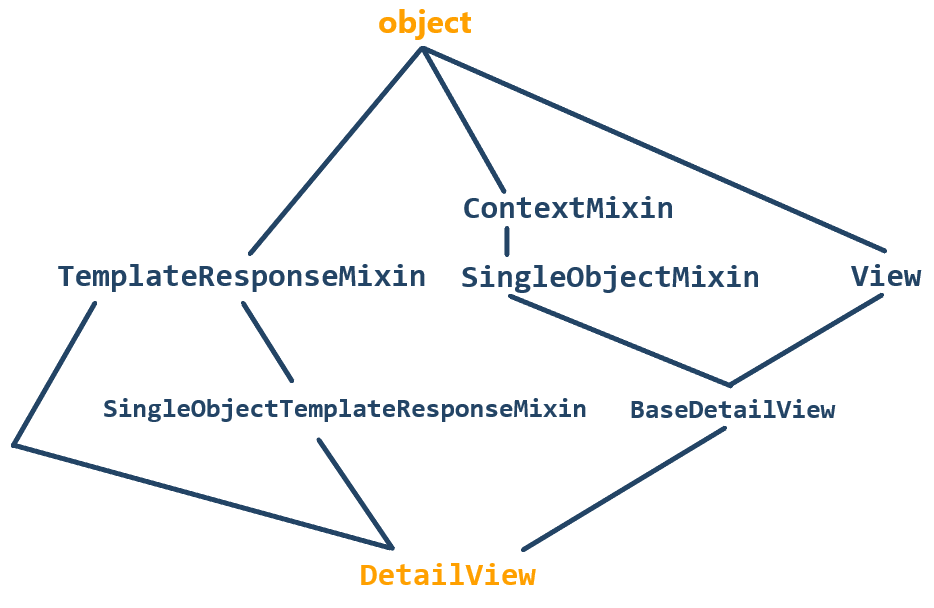 object
ContextMixin
TemplateResponseMixin
SingleObjectMixin
View
SingleObjectTemplateResponseMixin
BaseDetailView
DetailView